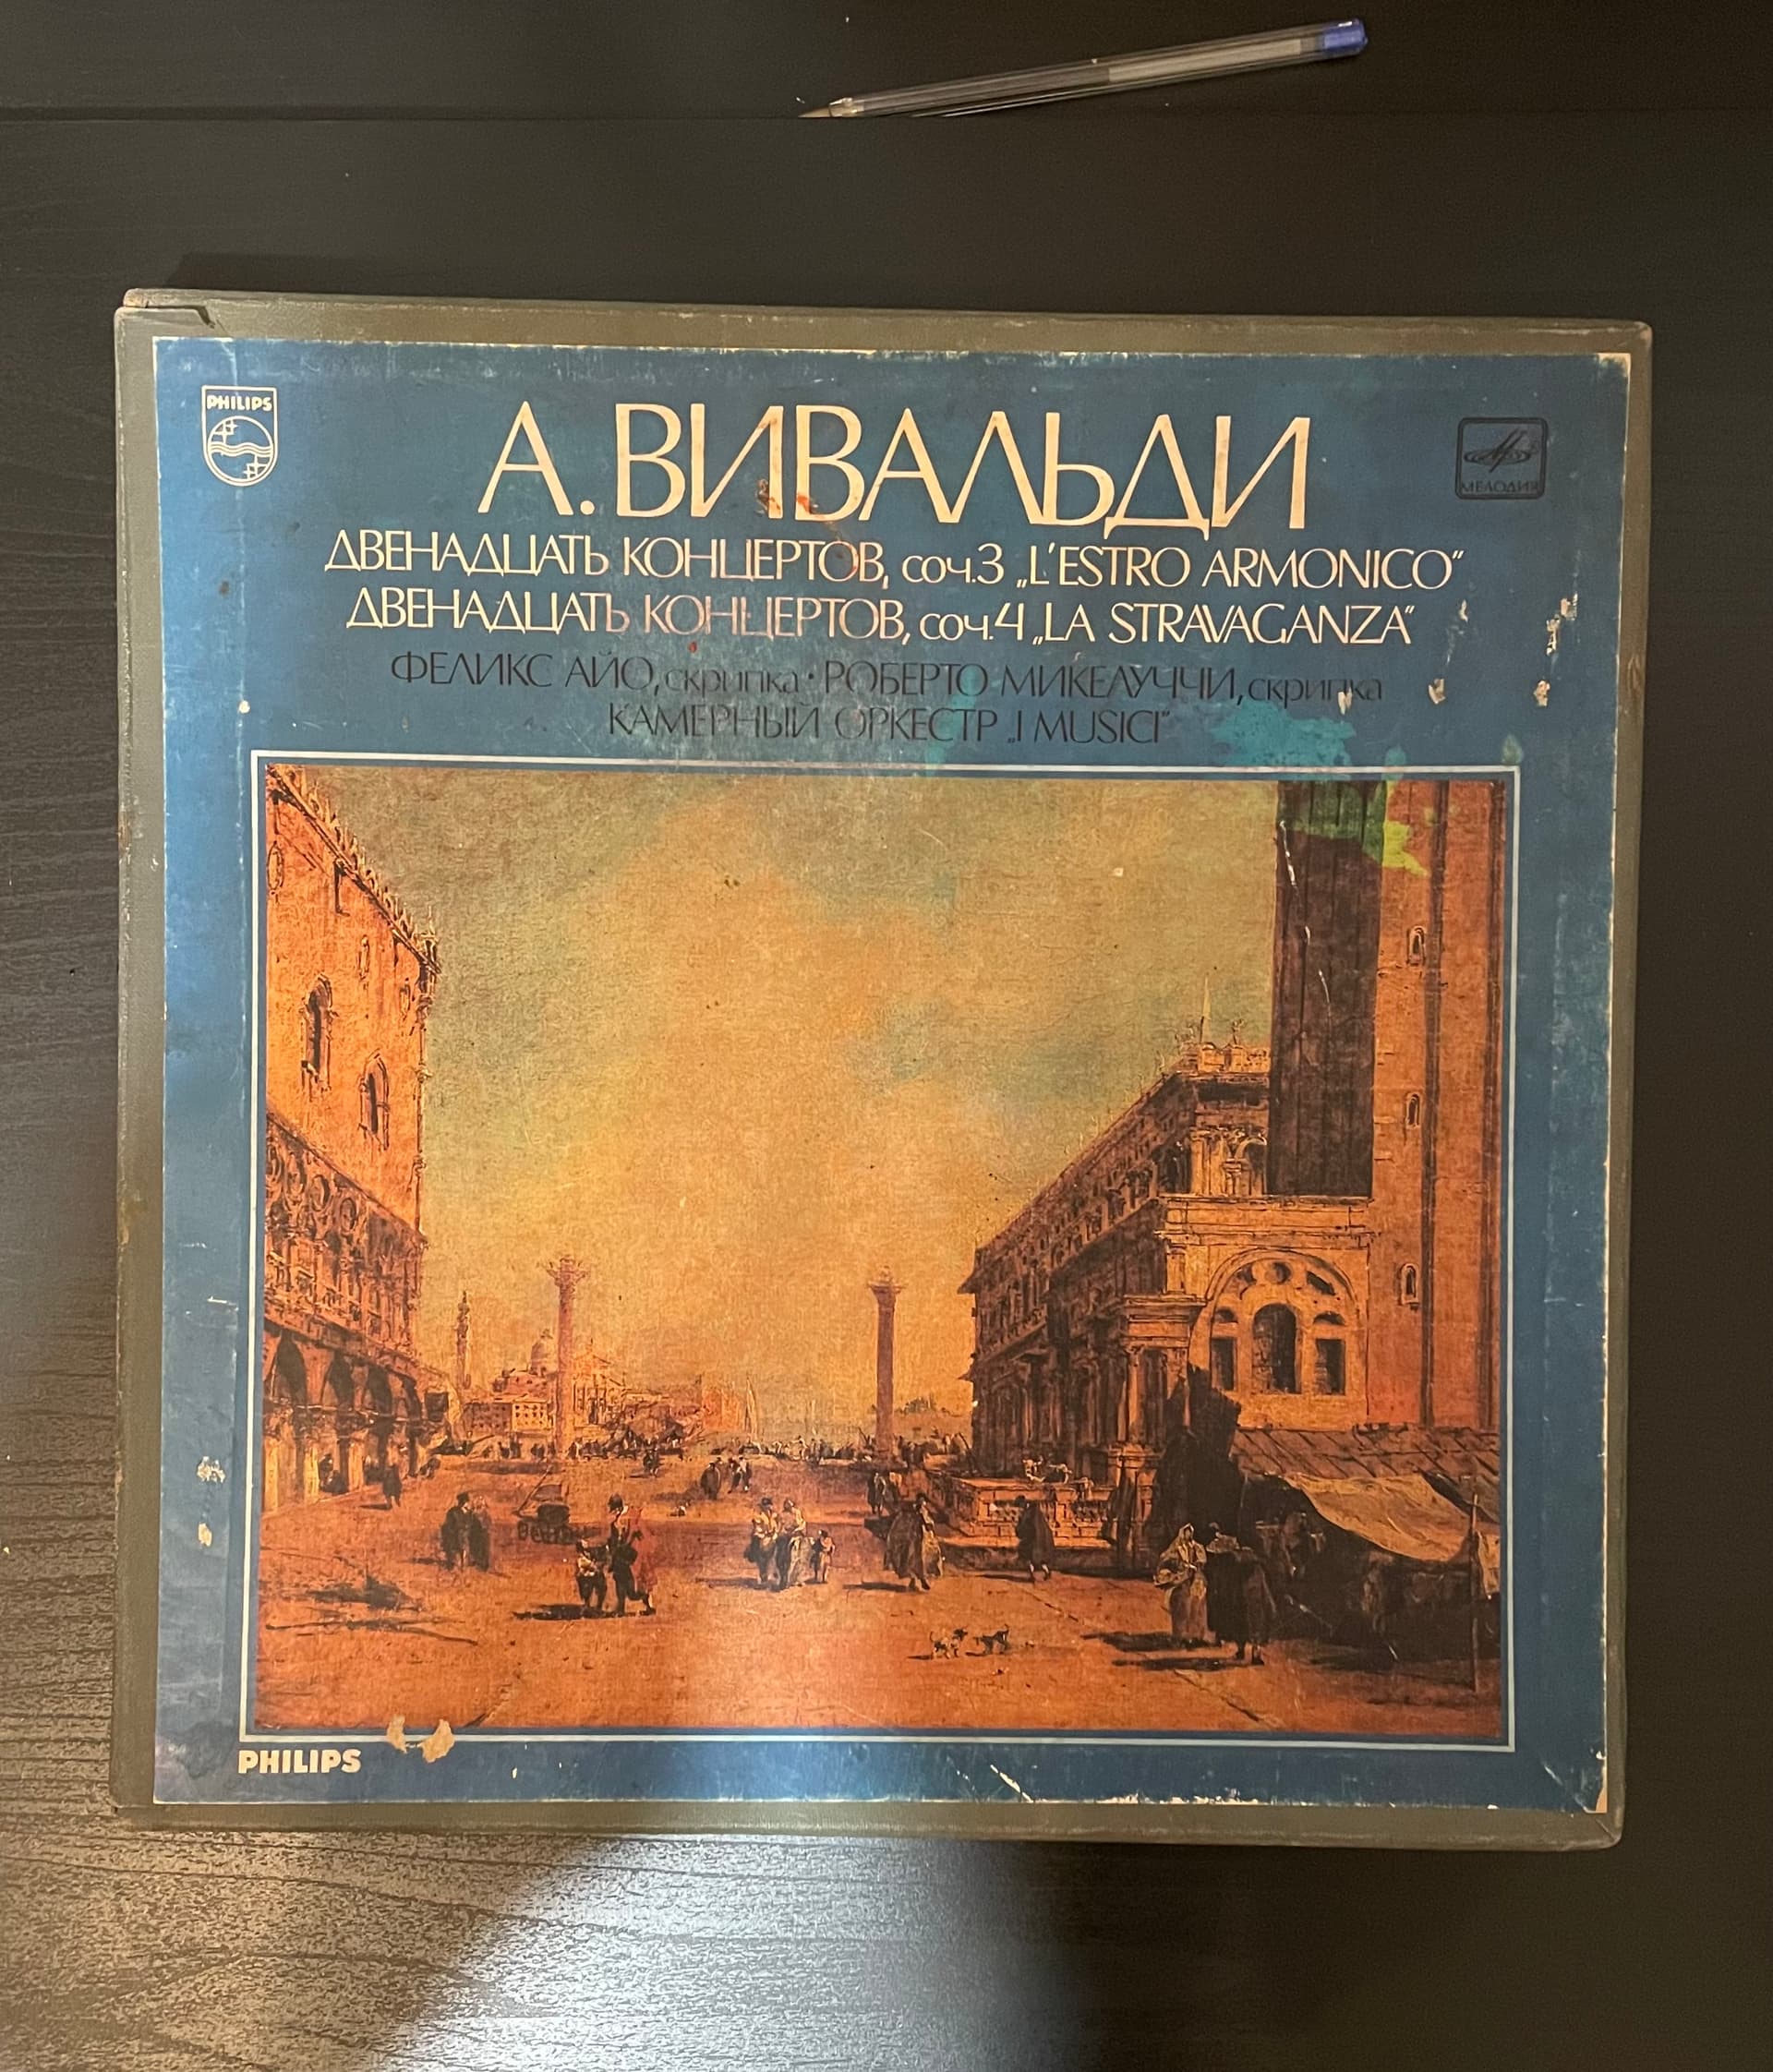 PHILIPS
А. ВИВАЛЬДИ
МЕЛОДИЯ
ДВЕНАДЦАТЬ КОНЦЕРТОВ, соч.3 „L'ESTRO ARMONICO"
ДВЕНАДЦАТЬ КОНЦЕРТОВ, соч.4 „LA STRAVAGANZA"
ФЕЛИКС АЙО, скрипка · РОБЕРТО МИКЕЛУЧЧИ, скрипка
КАМЕРНЫЙ ОРКЕСТР „I MUSICI"
PHILIPS